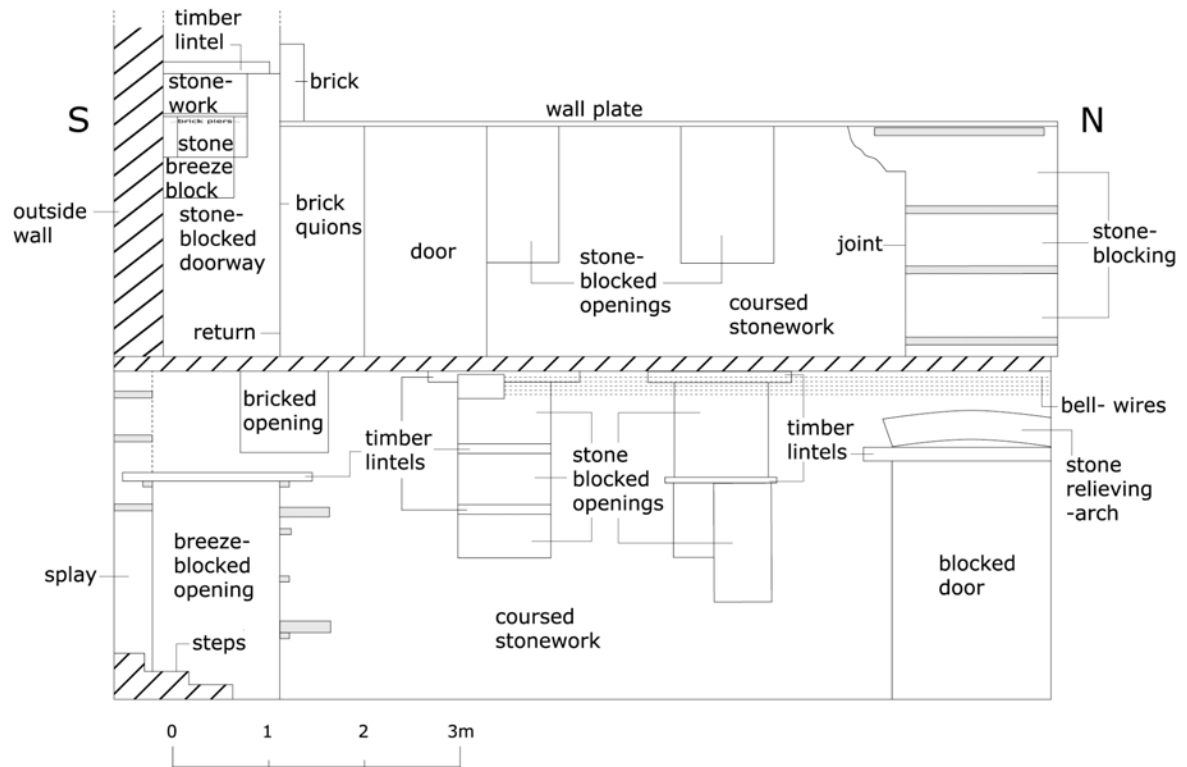 timber
lintel
stone-
work
brick piers
stone
breeze
block
stone-
blocked
doorway
brick
S
N
wall plate
outside
wall
brick
quions
return
door
stone-
blocked
openings
coursed
stonework
joint
stone-
blocking
bricked
opening
timber
lintels
stone
blocked
openings
timber
lintels
bell- wires
stone
relieving
-arch
breeze-
blocked
opening
splay
steps
coursed
stonework
blocked
door
0 1 2 3m